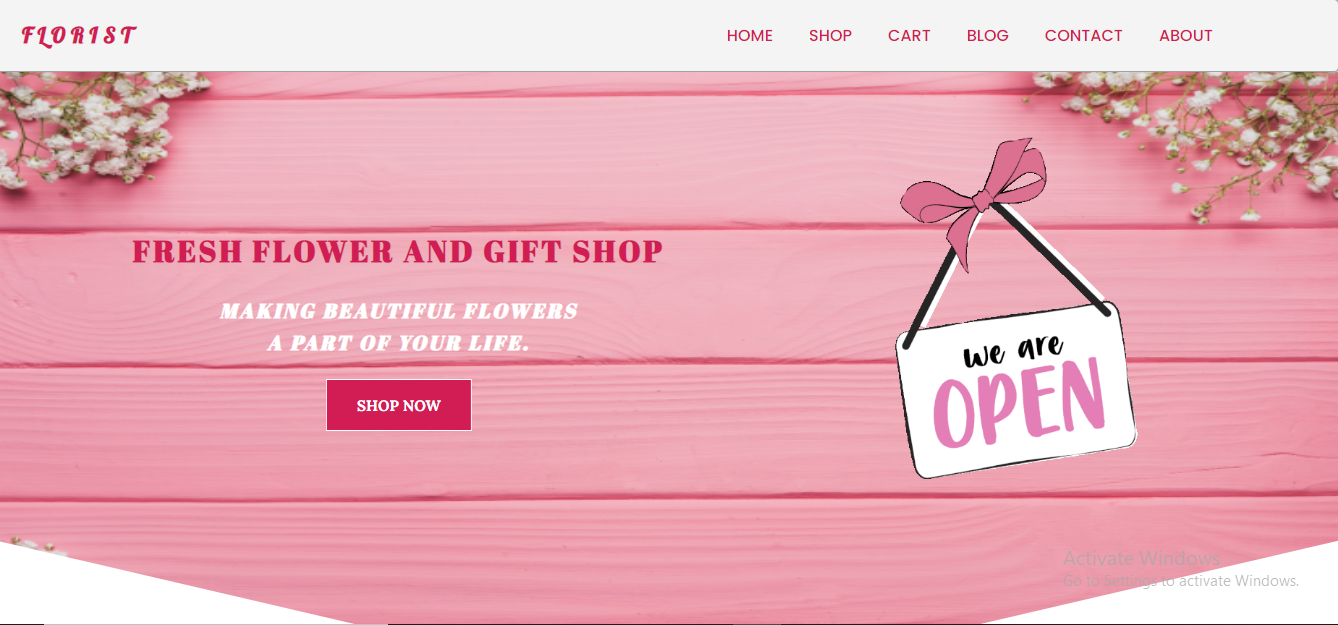 FLORIST
HOME SHOP CART BLOG CONTACT ABOUT
FRESH FLOWER AND GIFT SHOP
MAKING BEAUTIFUL FLOWERS
A PART OF YOUR LIFE.
SHOP NOW
we are
OPEN
Activate Windows
Go to Settings to activate Windows.